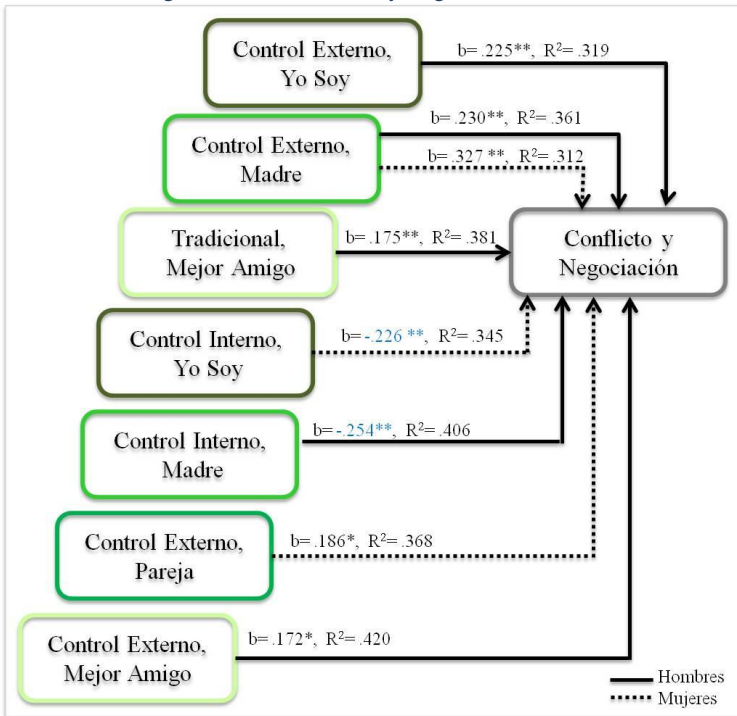 Control Externo,
Yo Soy
b= .225**, R²= .319
Control Externo,
Madre
b= .230**, R²= .361
b= .327 **, R²= .312
Tradicional,
Mejor Amigo
b= .175**, R²= .381
Conflicto y
Negociación
Control Interno,
Yo Soy
b= -.226 **, R²= .345
Control Interno,
Madre
b= -.254**, R²= .406
Control Externo,
Pareja
b= .186*, R²= .368
Control Externo,
Mejor Amigo
b= .172*, R²= .420
Hombres
Mujeres